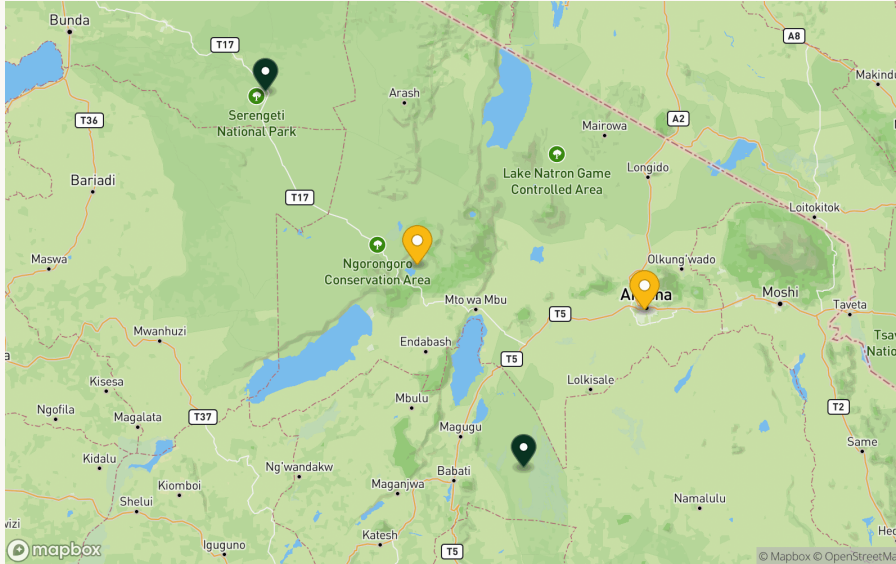 Bunda
T17
A8
Makindu
Arash
Serengeti
National Park
T36
A2
Mairowa
Longido
Lake Natron Game
Controlled Area
Bariadi
T17
Loitokitok
Maswa
Ngorongoro
Conservation Area
Olkung'wado
Mto wa Mbu
Moshi
Taveta
T5
Mwanhuzi
Endabash
T5
Lolkisale
Kisesa
Mbulu
Ngofila
Magalata
T37
T2
Magugu
Same
Kidalu
Ng'wandakw
Babati
Kiomboi
Maganjwa
Namalulu
Shelui
Katesh
T5
Iguguno
mapbox
© Mapbox © OpenStreetMa